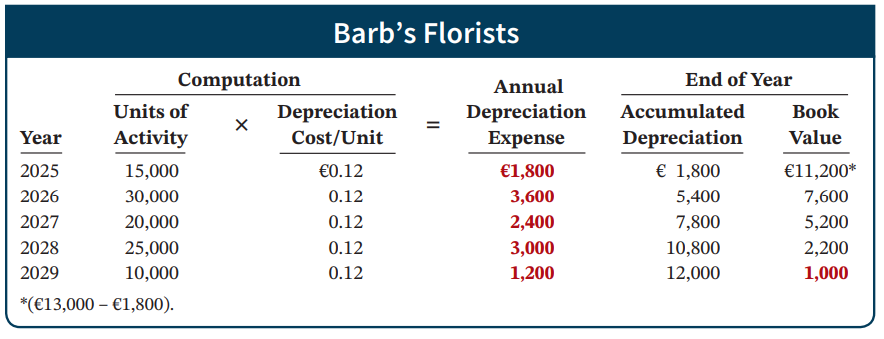 Barb's Florists
Computation End of Year
Annual
Units of Depreciation Depreciation Accumulated Book
Year Activity × Cost/Unit = Expense Depreciation Value
2025 15,000 €0.12 €1,800 € 1,800 €11,200*
2026 30,000 0.12 3,600 5,400 7,600
2027 20,000 0.12 2,400 7,800 5,200
2028 25,000 0.12 3,000 10,800 2,200
2029 10,000 0.12 1,200 12,000 1,000
*(€13,000 – €1,800).